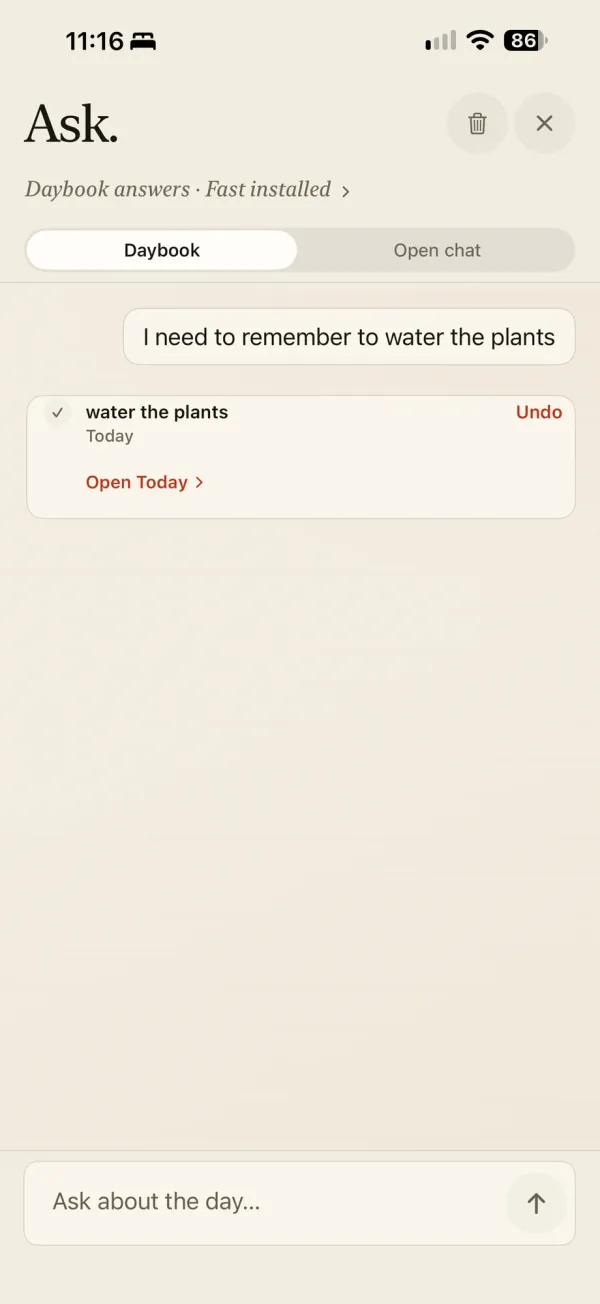 11:16
86
Ask.
Daybook answers · Fast installed >
Daybook
Open chat
I need to remember to water the plants
water the plants
Undo
Today
Open Today >
Ask about the day...